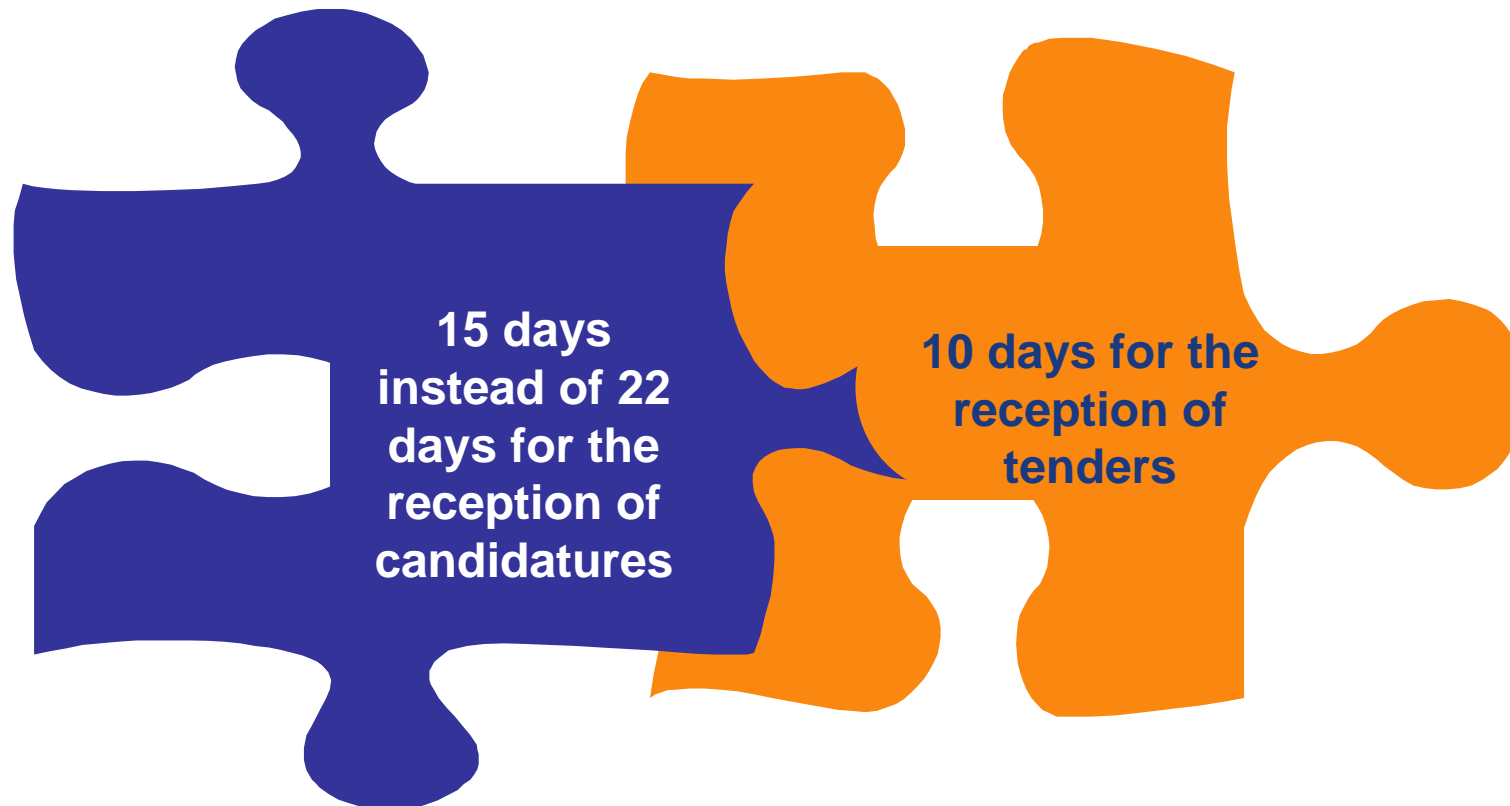 15 days
instead of 22
days for the
reception of
candidatures
10 days for the
reception of
tenders